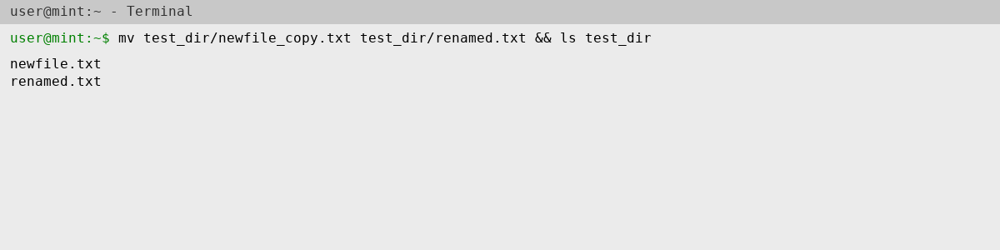 user@mint:~ - Terminal
user@mint:~$ mv test_dir/newfile_copy.txt test_dir/renamed.txt && ls test_dir
newfile.txt
renamed.txt